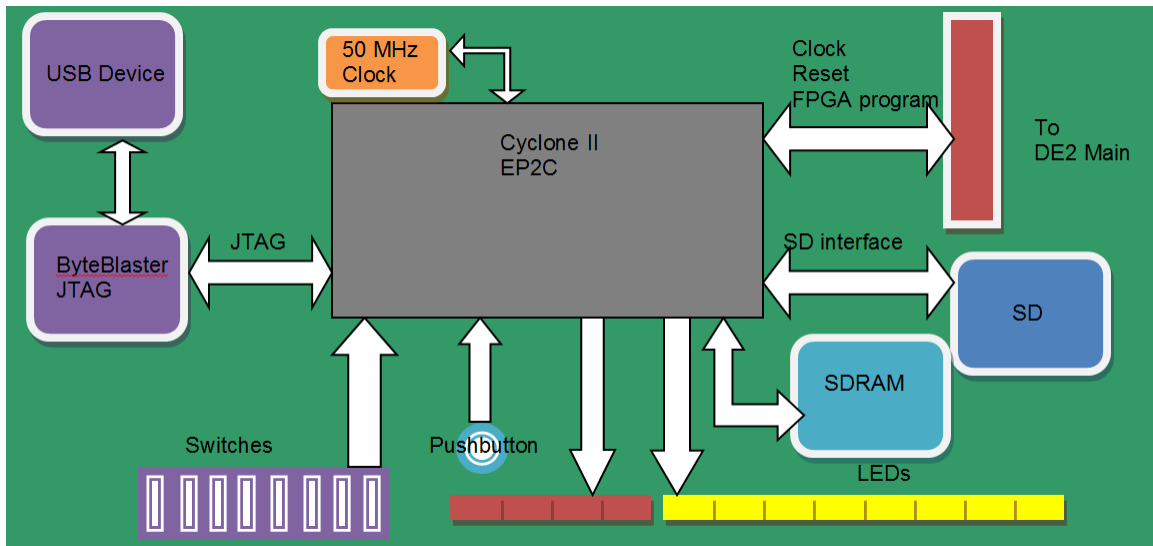 USB Device
50 MHz
Clock
Clock
Reset
FPGA program
To
DE2 Main
Cyclone II
EP2C
ByteBlaster
JTAG
JTAG
SD interface
SD
SDRAM
Switches
Pushbutton
LEDs